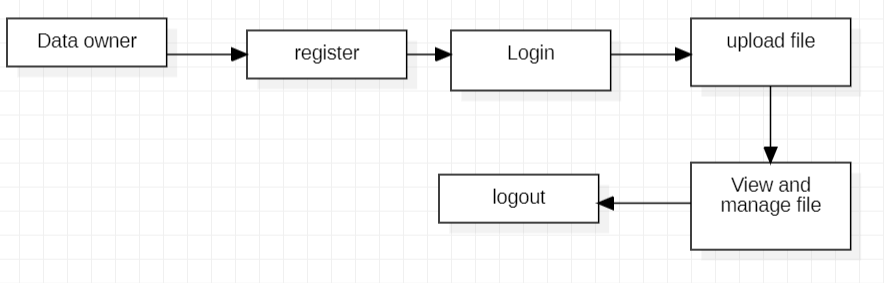 Data owner
register
Login
upload file
View and
manage file
logout